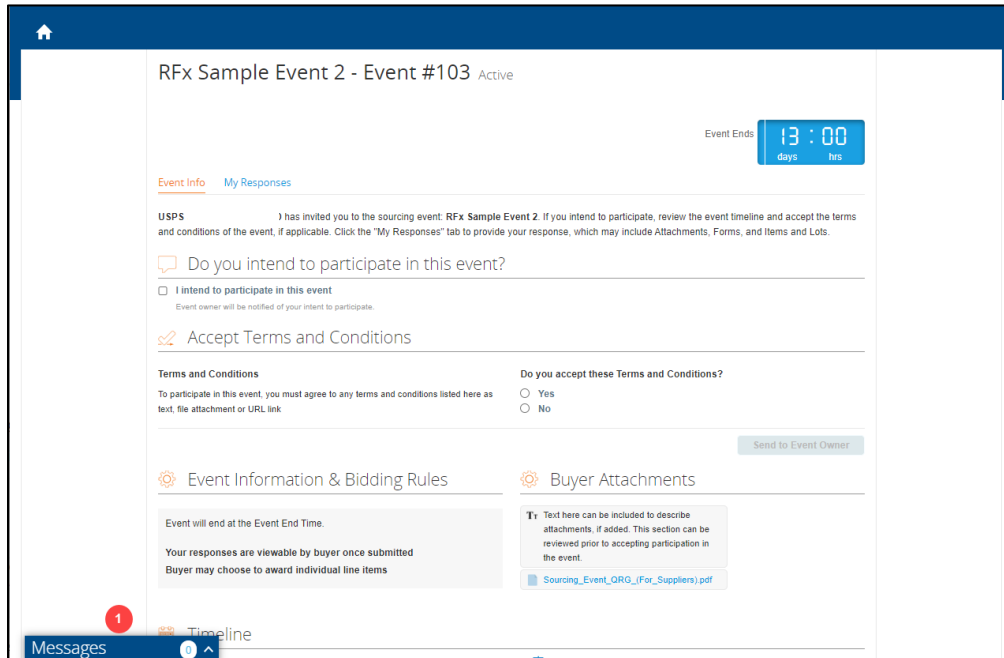 RFx Sample Event 2 - Event #103 Active
Event Ends
13 : 00
days hrs
Event Info My Responses
USPS ) has invited you to the sourcing event: RFx Sample Event 2. If you intend to participate, review the event timeline and accept the terms
and conditions of the event, if applicable. Click the "My Responses" tab to provide your response, which may include Attachments, Forms, and Items and Lots.
Do you intend to participate in this event?
I intend to participate in this event
Event owner will be notified of your intent to participate.
Accept Terms and Conditions
Terms and Conditions
To participate in this event, you must agree to any terms and conditions listed here as
text, file attachment or URL link
Do you accept these Terms and Conditions?
Yes
No
Send to Event Owner
Event Information & Bidding Rules
Event will end at the Event End Time.
Your responses are viewable by buyer once submitted
Buyer may choose to award individual line items
Buyer Attachments
TT Text here can be included to describe
attachments, if added. This section can be
reviewed prior to accepting participation in
the event.
Sourcing_Event_QRG_(For_Suppliers).pdf
1
Timeline
Messages 0